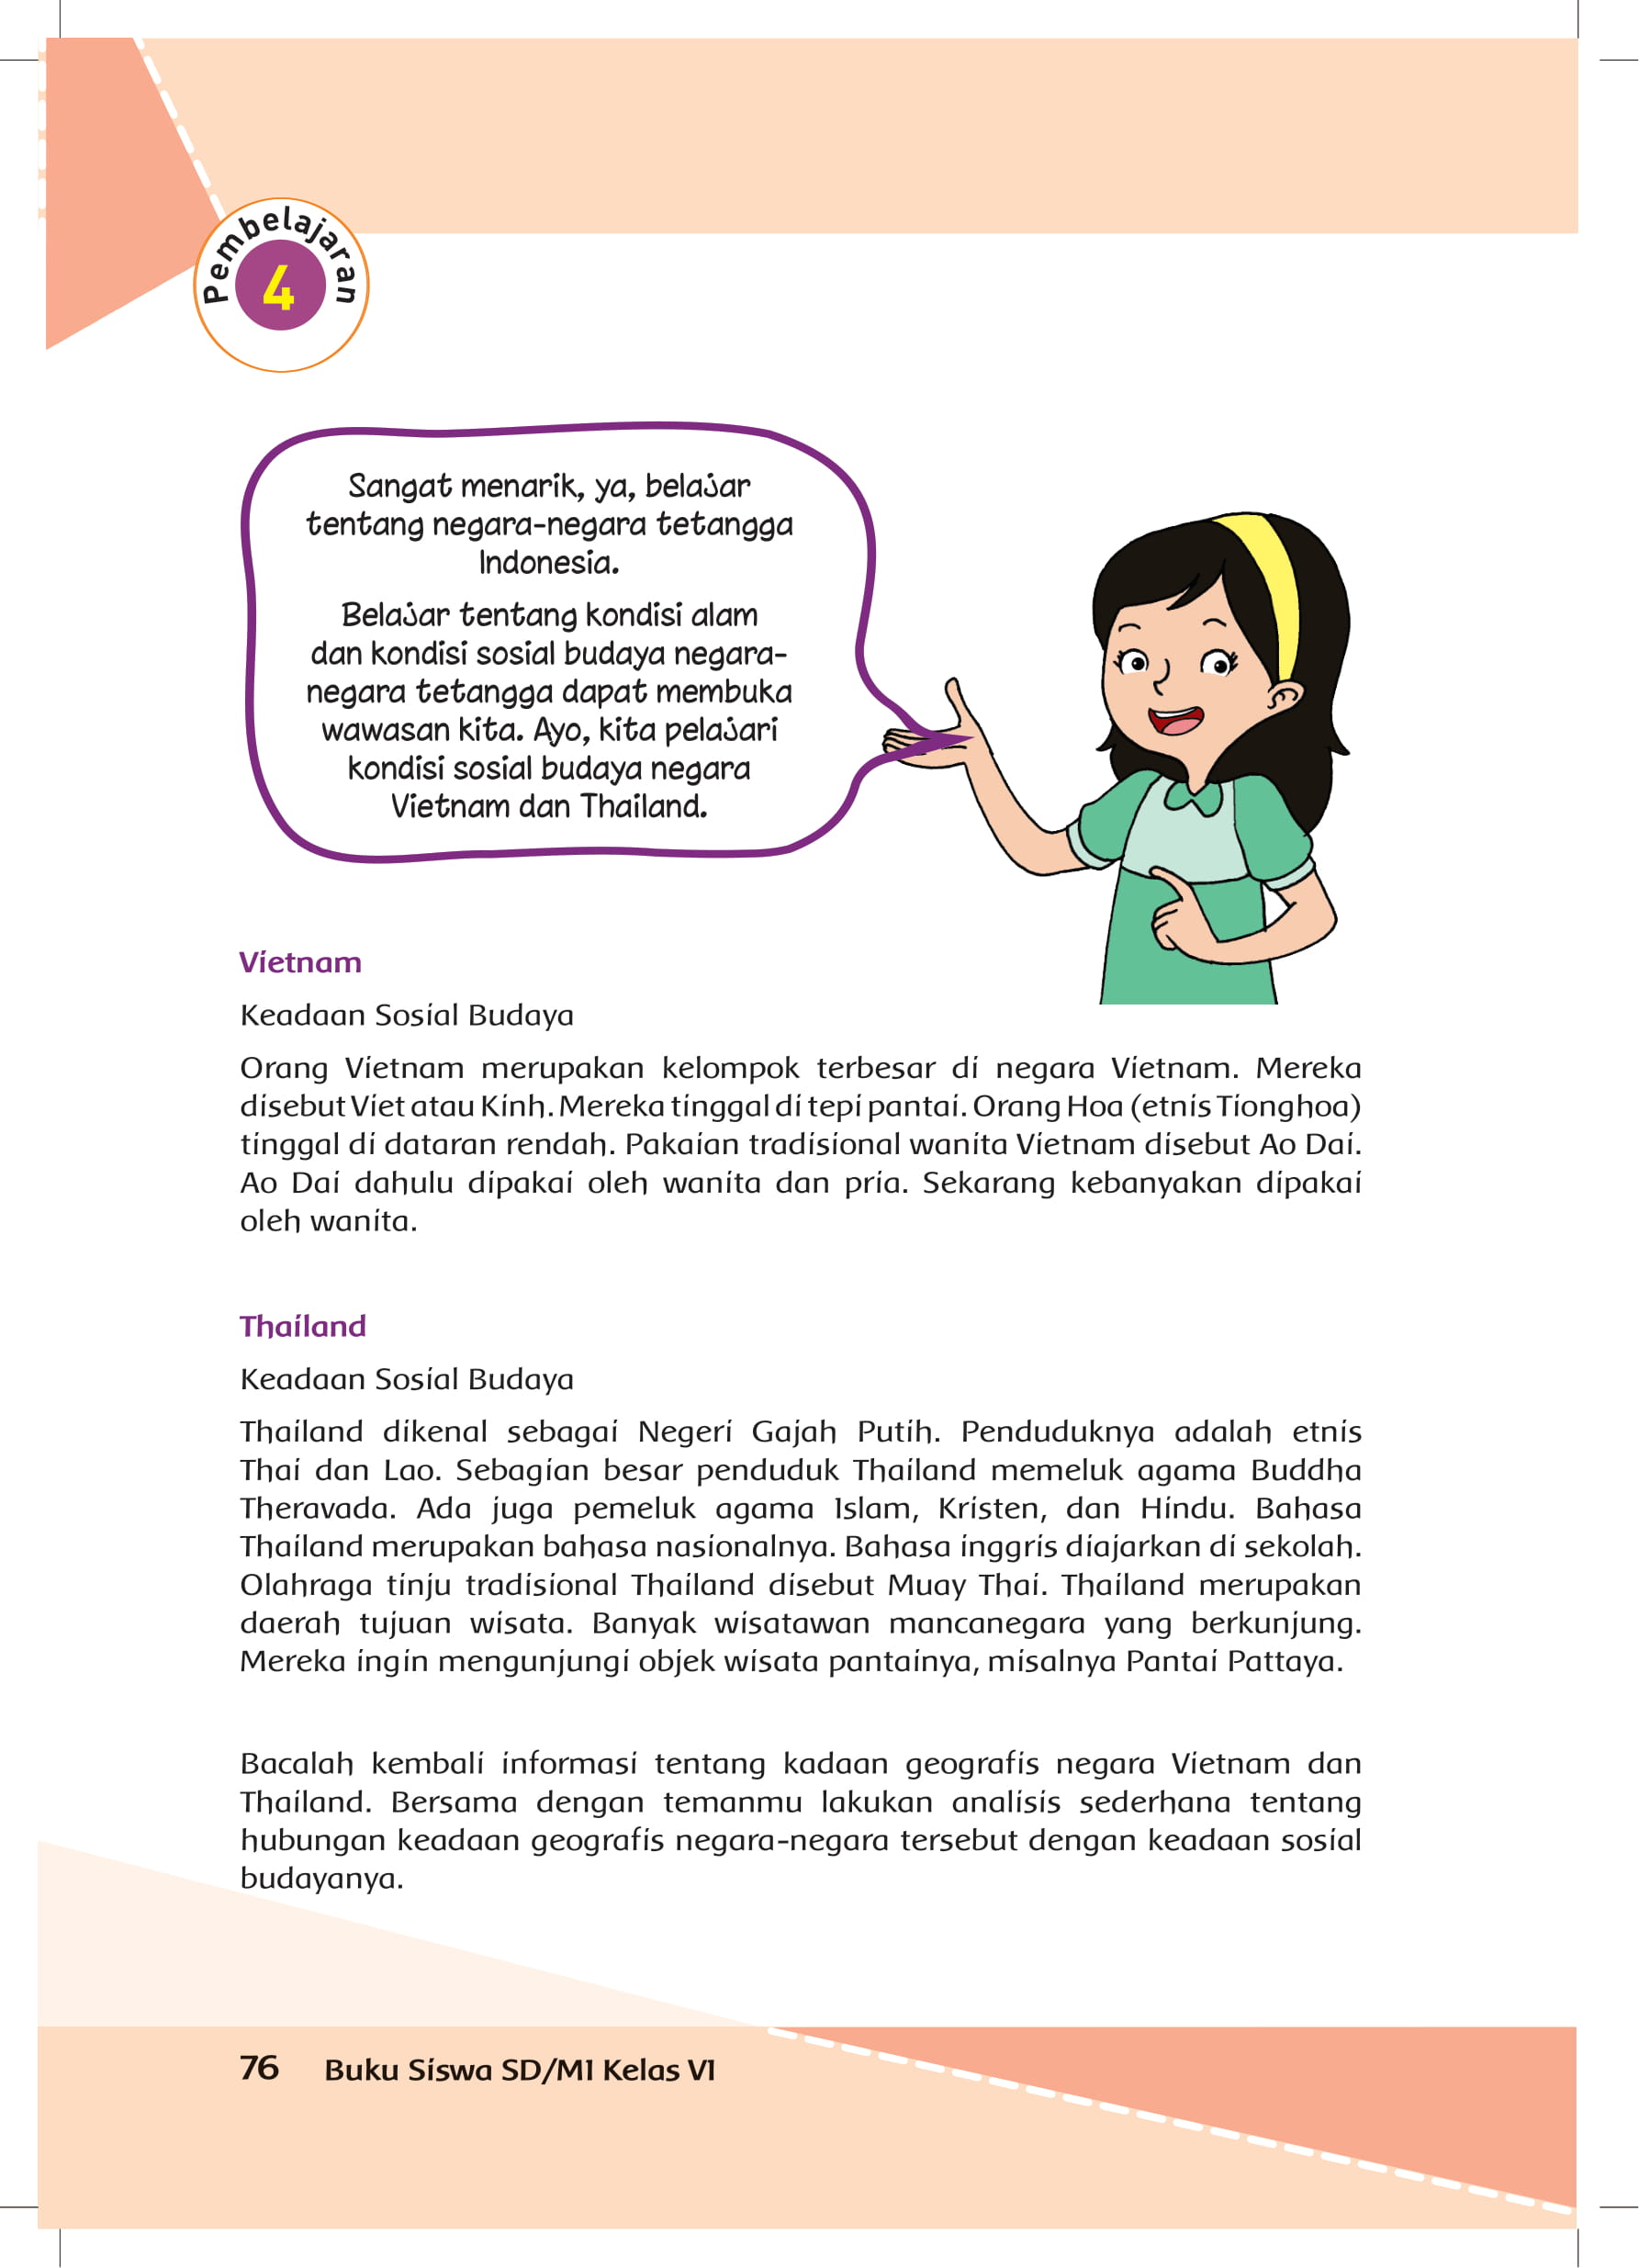 Pembelajaran
4
Sangat menarik, ya, belajar
tentang negara-negara tetangga
Indonesia.
Belajar tentang kondisi alam
dan kondisi sosial budaya negara-
negara tetangga dapat membuka
wawasan kita. Ayo, kita pelajari
kondisi sosial budaya negara
Vietnam dan Thailand.
Vietnam
Keadaan Sosial Budaya
Orang Vietnam merupakan kelompok terbesar di negara Vietnam. Mereka
disebut Viet atau Kinh. Mereka tinggal di tepi pantai. Orang Hoa (etnis Tionghoa)
tinggal di dataran rendah. Pakaian tradisional wanita Vietnam disebut Ao Dai.
Ao Dai dahulu dipakai oleh wanita dan pria. Sekarang kebanyakan dipakai
oleh wanita.
Thailand
Keadaan Sosial Budaya
Thailand dikenal sebagai Negeri Gajah Putih. Penduduknya adalah etnis
Thai dan Lao. Sebagian besar penduduk Thailand memeluk agama Buddha
Theravada. Ada juga pemeluk agama Islam, Kristen, dan Hindu. Bahasa
Thailand merupakan bahasa nasionalnya. Bahasa inggris diajarkan di sekolah.
Olahraga tinju tradisional Thailand disebut Muay Thai. Thailand merupakan
daerah tujuan wisata. Banyak wisatawan mancanegara yang berkunjung.
Mereka ingin mengunjungi objek wisata pantainya, misalnya Pantai Pattaya.
Bacalah kembali informasi tentang kadaan geografis negara Vietnam dan
Thailand. Bersama dengan temanmu lakukan analisis sederhana tentang
hubungan keadaan geografis negara-negara tersebut dengan keadaan sosial
budayanya.
76 Buku Siswa SD/MI Kelas VI